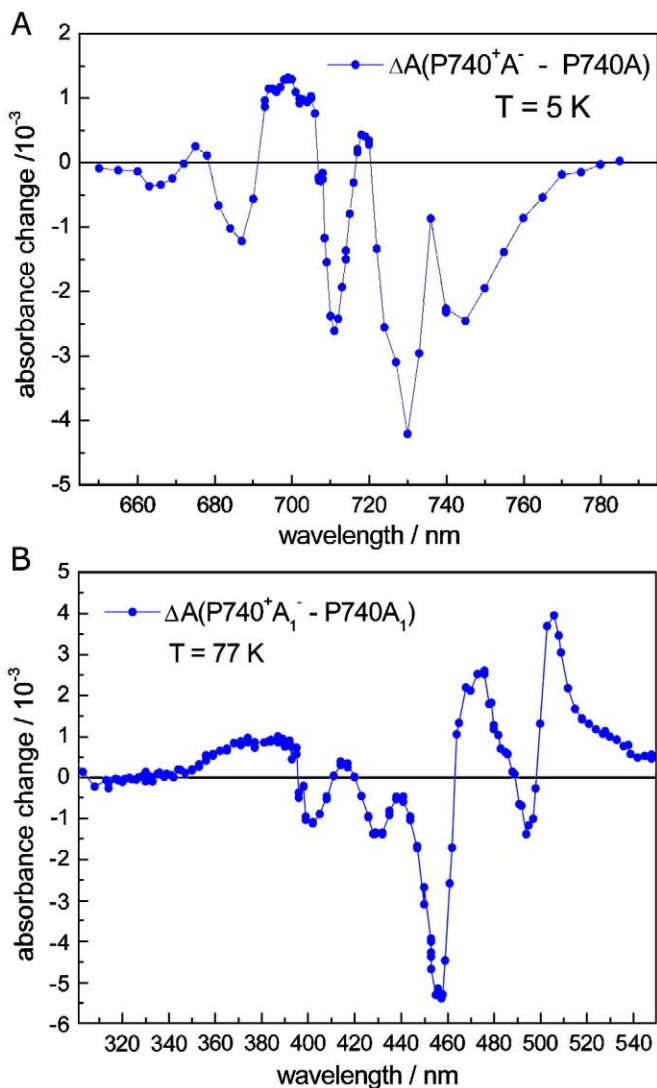 A
ΔA(P740⁺A⁻ - P740A)
T = 5 K
absorbance change /10⁻³
2
1
0
-1
-2
-3
-4
-5
660 680 700 720 740 760 780
wavelength / nm
B
ΔA(P740⁺A₁⁻ - P740A₁)
T = 77 K
absorbance change / 10⁻³
5
4
3
2
1
0
-1
-2
-3
-4
-5
-6
320 340 360 380 400 420 440 460 480 500 520 540
wavelength / nm